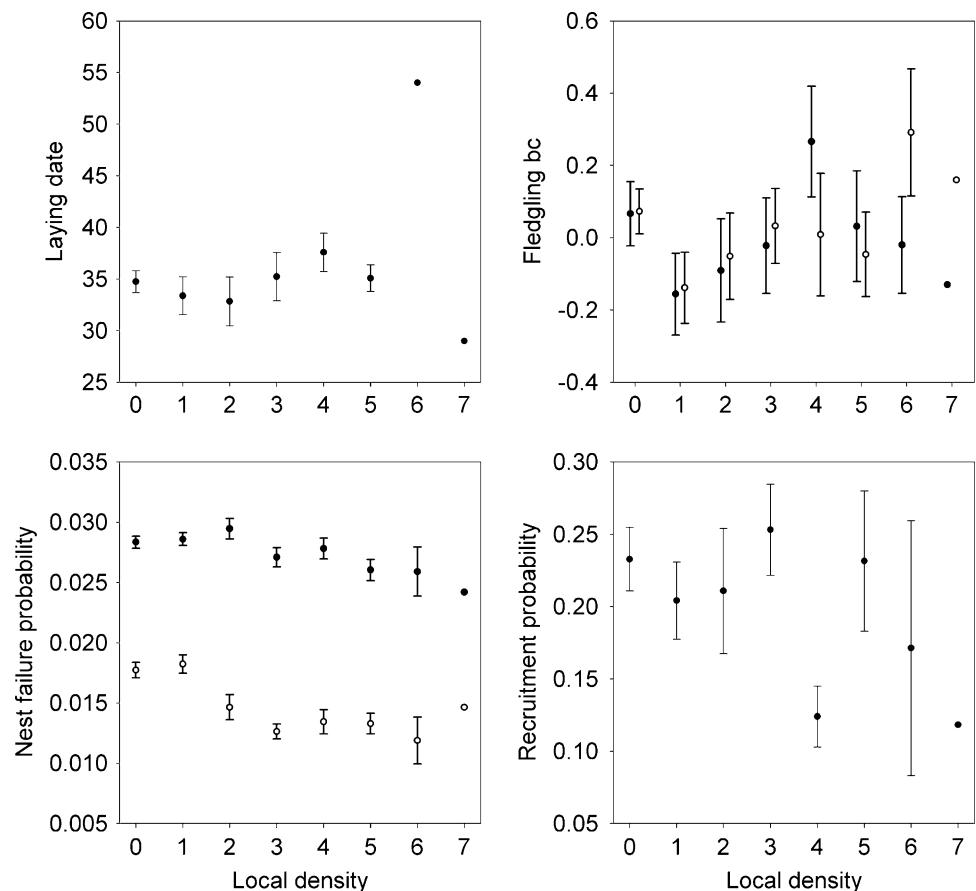 60
55
50
45
40
35
30
25
Laying date
0 1 2 3 4 5 6 7
0.6
0.4
0.2
0.0
-0.2
-0.4
Fledgling bc
0 1 2 3 4 5 6 7
0.035
0.030
0.025
0.020
0.015
0.010
0.005
Nest failure probability
0 1 2 3 4 5 6 7
Local density
0.30
0.25
0.20
0.15
0.10
0.05
Recruitment probability
0 1 2 3 4 5 6 7
Local density